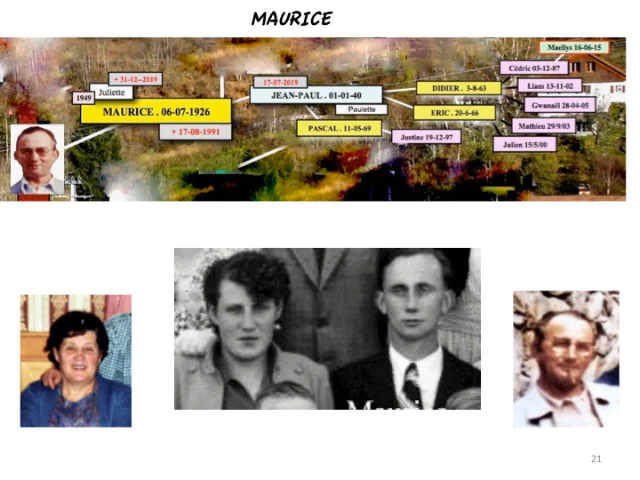 MAURICE
Maellys 16-06-15
Cédric 03-12-87
+ 31-12--2019
17-07-2019
Liam 13-11-02
DIDIER . 3-8-63
Juliette
JEAN-PAUL . 01-01-40
1949
Gwanaïl 28-04-05
MAURICE . 06-07-1926
Paulette
ERIC . 20-6-66
Mathieu 29/9/03
PASCAL . 11-05-69
+ 17-08-1991
Justine 19-12-97
Julien 15/5/00
Maurice
21